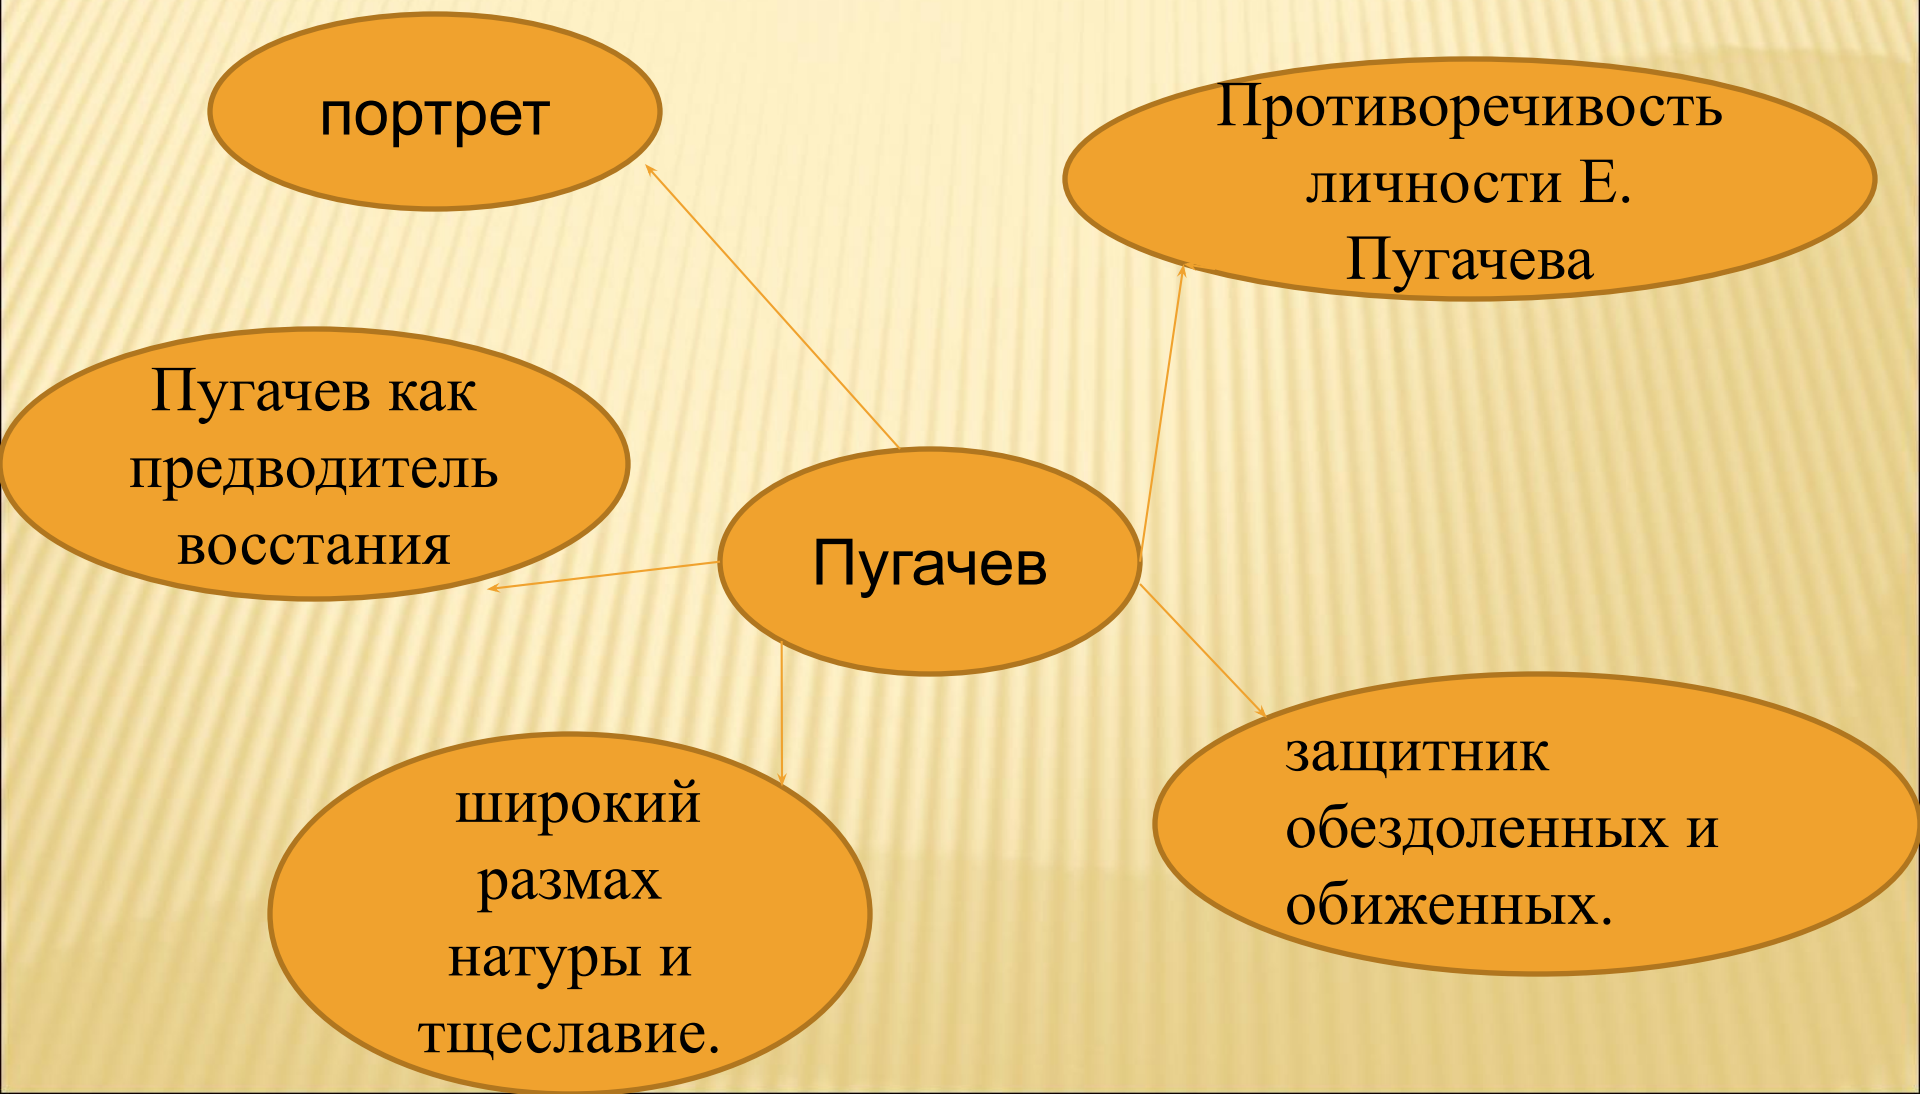 портрет
Противоречивость
личности Е.
Пугачева
Пугачев как
предводитель
восстания
Пугачев
широкий
размах
натуры и
тщеславие.
защитник
обездоленных и
обиженных.